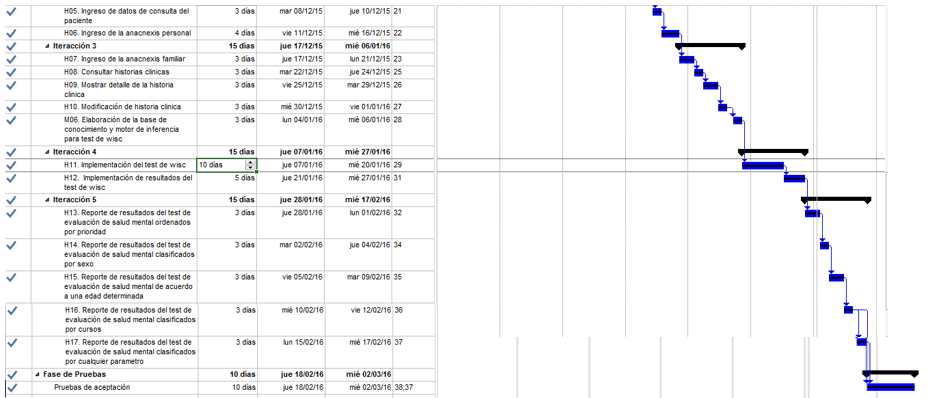 H05. Ingreso de datos de consulta del 3 días mar 08/12/15 jue 10/12/15 21
paciente
H06. Ingreso de la anacnexis personal 4 días vie 11/12/15 mié 16/12/15 22
Iteracción 3 15 días jue 17/12/15 mié 06/01/16
H07. Ingreso de la anacnexis familiar 3 días jue 17/12/15 lun 21/12/15 23
H08. Consultar historias clínicas 3 días mar 22/12/15 jue 24/12/15 25
H09. Mostrar detalle de la historia 3 días vie 25/12/15 mar 29/12/15 26
clínica
H10. Modificación de historia clínica 3 días mié 30/12/15 vie 01/01/16 27
M06. Elaboración de la base de 3 días lun 04/01/16 mié 06/01/16 28
conocimiento y motor de inferencia
para test de wisc
Iteracción 4 15 días jue 07/01/16 mié 27/01/16
H11. Implementación del test de wisc 10 días jue 07/01/16 mié 20/01/16 29
H12. Implementación de resultados del 5 días jue 21/01/16 mié 27/01/16 31
test de wisc
Iteracción 5 15 días jue 28/01/16 mié 17/02/16
H13. Reporte de resultados del test de 3 días jue 28/01/16 lun 01/02/16 32
evaluación de salud mental ordenados
por prioridad
H14. Reporte de resultados del test de 3 días mar 02/02/16 jue 04/02/16 34
evaluación de salud mental clasificados
por sexo
H15. Reporte de resultados del test de 3 días vie 05/02/16 mar 09/02/16 35
evaluación de salud mental de acuerdo
a una edad determinada
H16. Reporte de resultados del test de 3 días mié 10/02/16 vie 12/02/16 36
evaluación de salud mental clasificados
por cursos
H17. Reporte de resultados del test de 3 días lun 15/02/16 mié 17/02/16 37
evaluación de salud mental clasificados
por cualquier parametro
Fase de Pruebas 10 días jue 18/02/16 mié 02/03/16
Pruebas de aceptación 10 días jue 18/02/16 mié 02/03/16 38;37